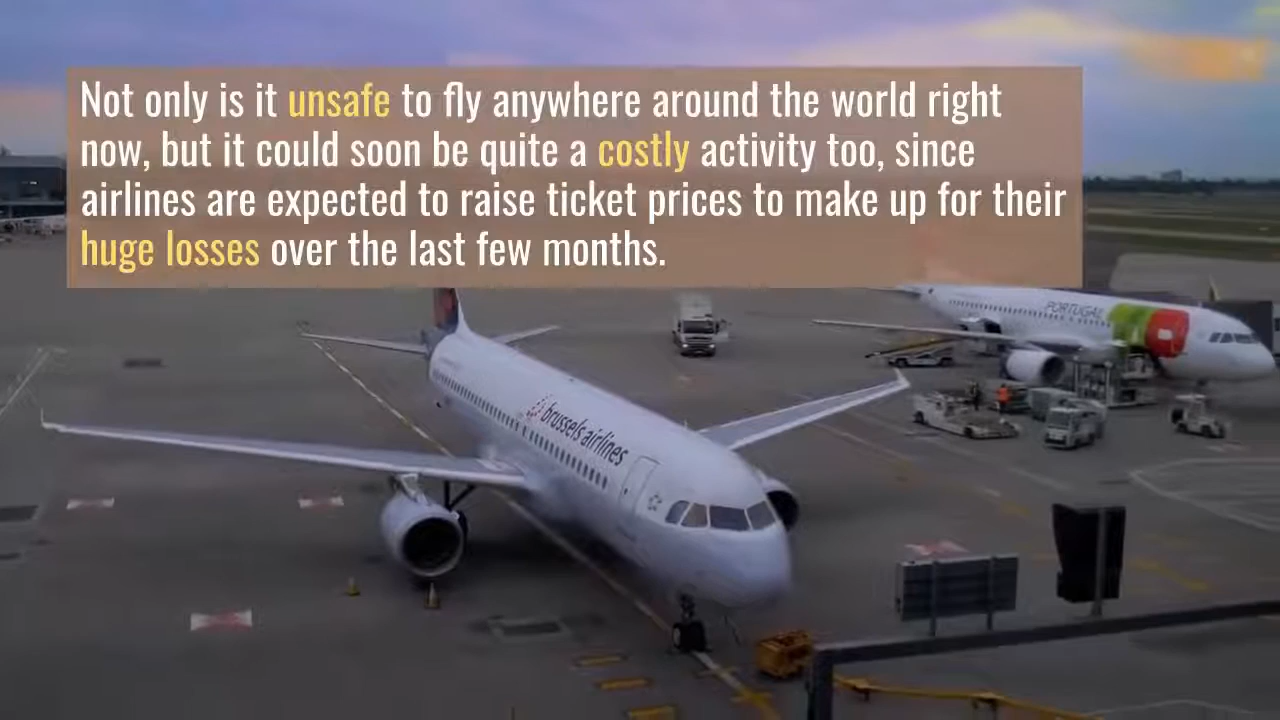 Not only is it unsafe to fly anywhere around the world right
now, but it could soon be quite a costly activity too, since
airlines are expected to raise ticket prices to make up for their
huge losses over the last few months.
PORTUGAL
brussels airlines